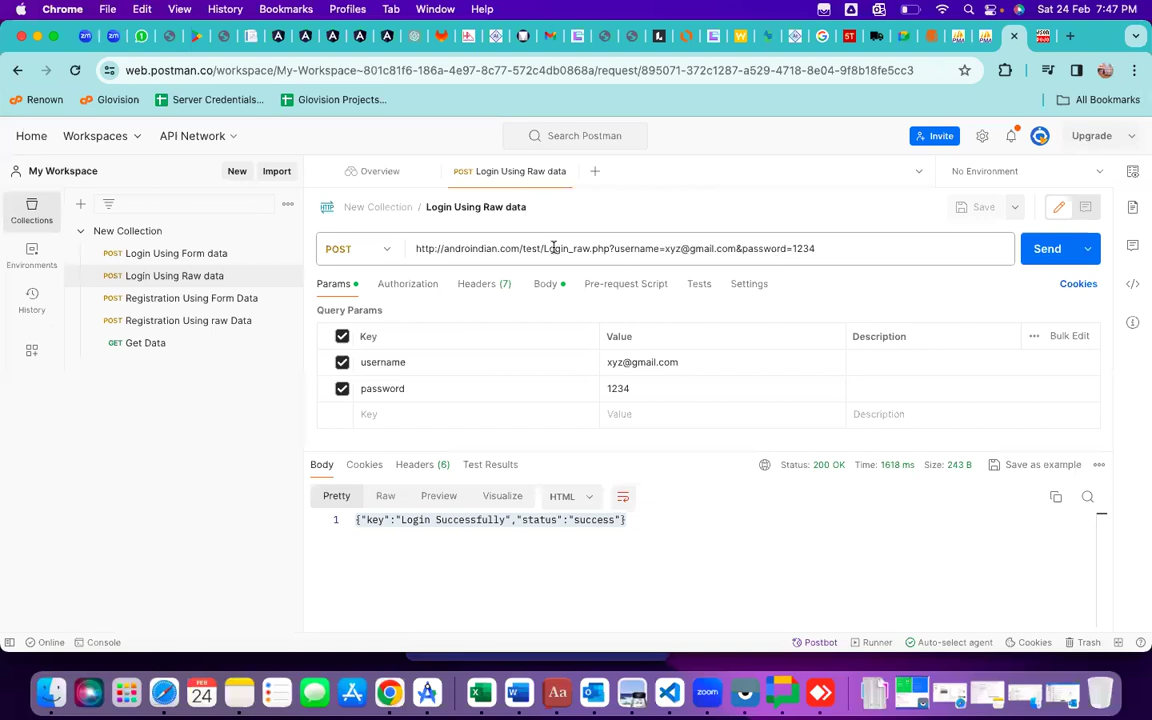 Chrome File Edit View History Bookmarks Profiles Tab Window Help Sat 24 Feb 7:47 PM
web.postman.co/workspace/My-Workspace~801c81f6-186a-4e97-8c77-572c4db0868a/request/895071-372c1287-a529-4718-8e04-9f8b18fe5cc3
Renown Glovision Server Credentials... Glovision Projects... All Bookmarks
Home Workspaces API Network Search Postman Invite Upgrade
My Workspace New Import Overview POST Login Using Raw data No Environment
Collections
HTTP New Collection / Login Using Raw data Save
New Collection
POST http://androindian.com/test/Login_raw.php?username=xyz@gmail.com&password=1234 Send
POST Login Using Form data
Environments
POST Login Using Raw data
Params Authorization Headers (7) Body Pre-request Script Tests Settings Cookies
POST Registration Using Form Data
History
Query Params
POST Registration Using raw Data
Key Value Description Bulk Edit
GET Get Data
username xyz@gmail.com
password 1234
Key Value Description
Body Cookies Headers (6) Test Results Status: 200 OK Time: 1618 ms Size: 243 B Save as example
Pretty Raw Preview Visualize HTML
1 {"key":"Login Successfully","status":"success"}
Online Console Postbot Runner Auto-select agent Cookies Trash
FEB
24
Aa
zoom